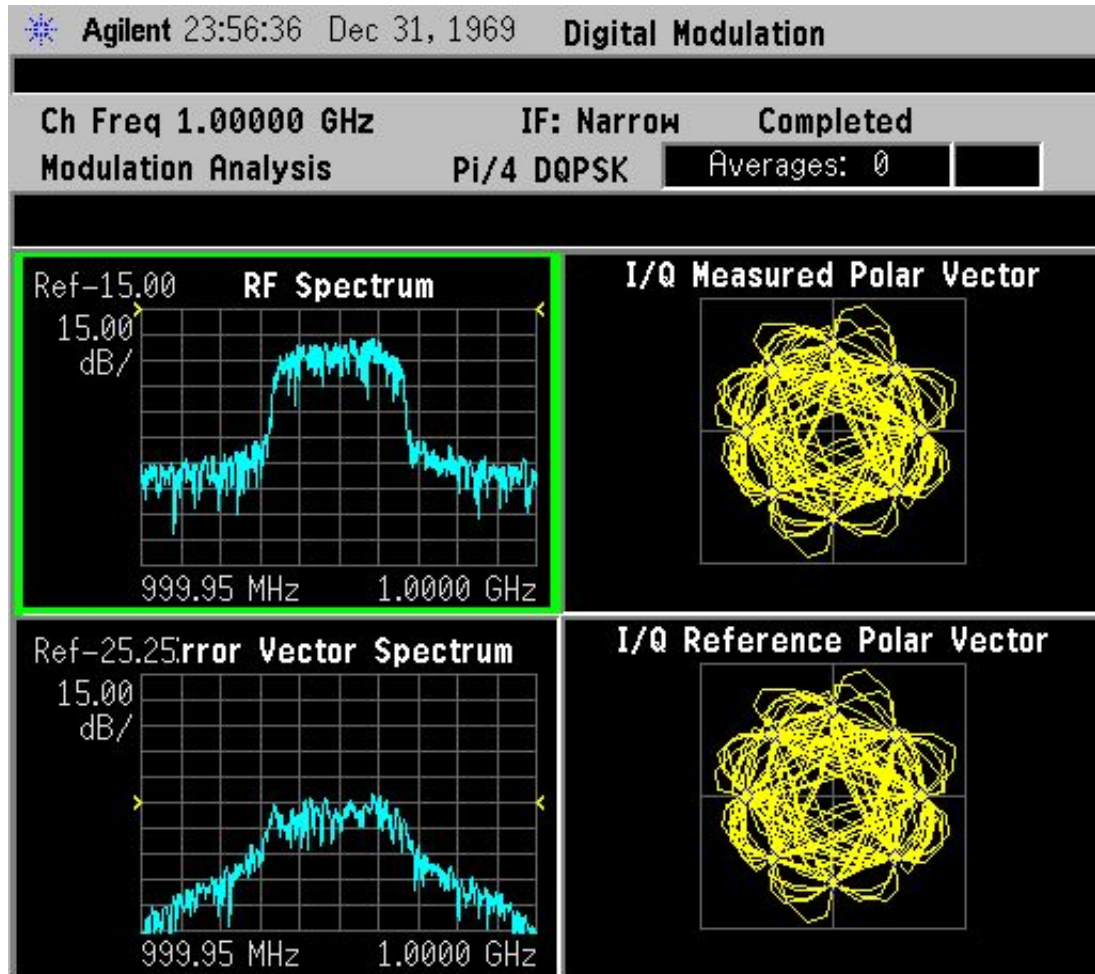 Agilent 23:56:36 Dec 31, 1969 Digital Modulation
Ch Freq 1.00000 GHz IF: Narrow Completed
Modulation Analysis Pi/4 DQPSK Averages: 0
Ref-15.00 RF Spectrum
15.00
dB/
999.95 MHz 1.0000 GHz
I/Q Measured Polar Vector
Ref-25.25 rror Vector Spectrum
15.00
dB/
999.95 MHz 1.0000 GHz
I/Q Reference Polar Vector